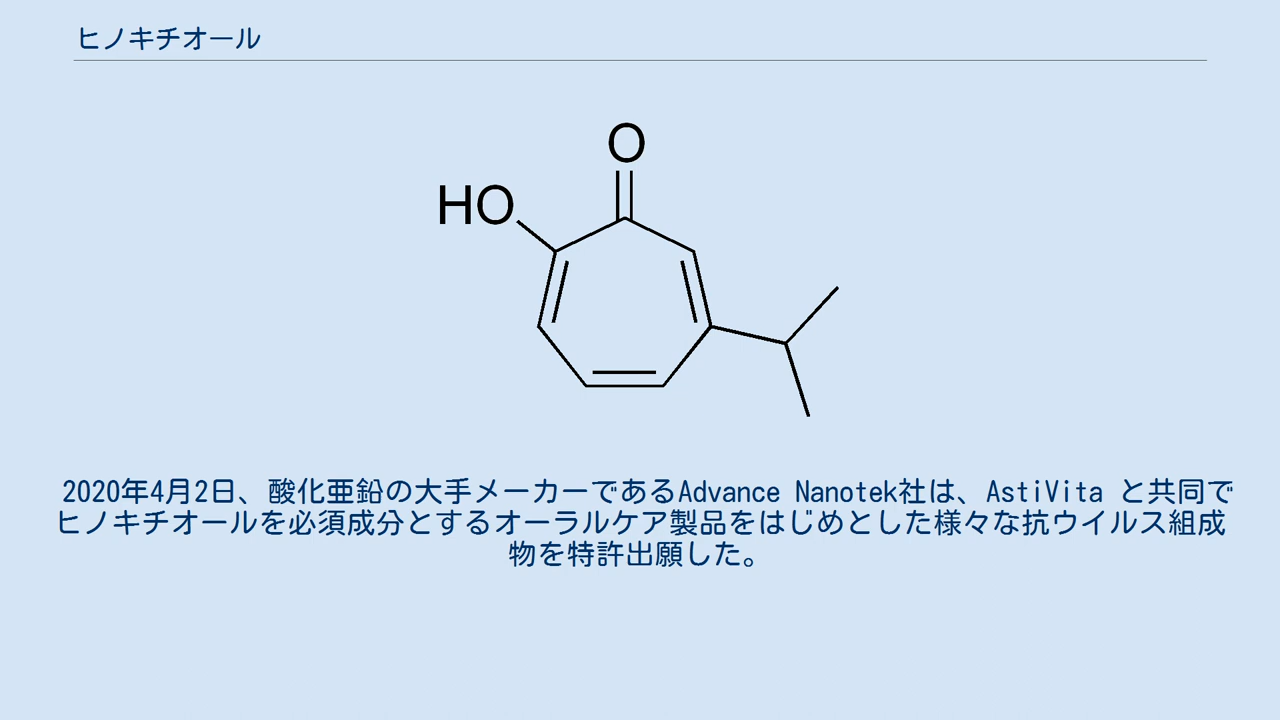 ヒノキチオール
O
HO
2020年4月2日、酸化亜鉛の大手メーカーであるAdvance Nanotek社は、AstiVita と共同で
ヒノキチオールを必須成分とするオーラルケア製品をはじめとした様々な抗ウイルス組成
物を特許出願した。